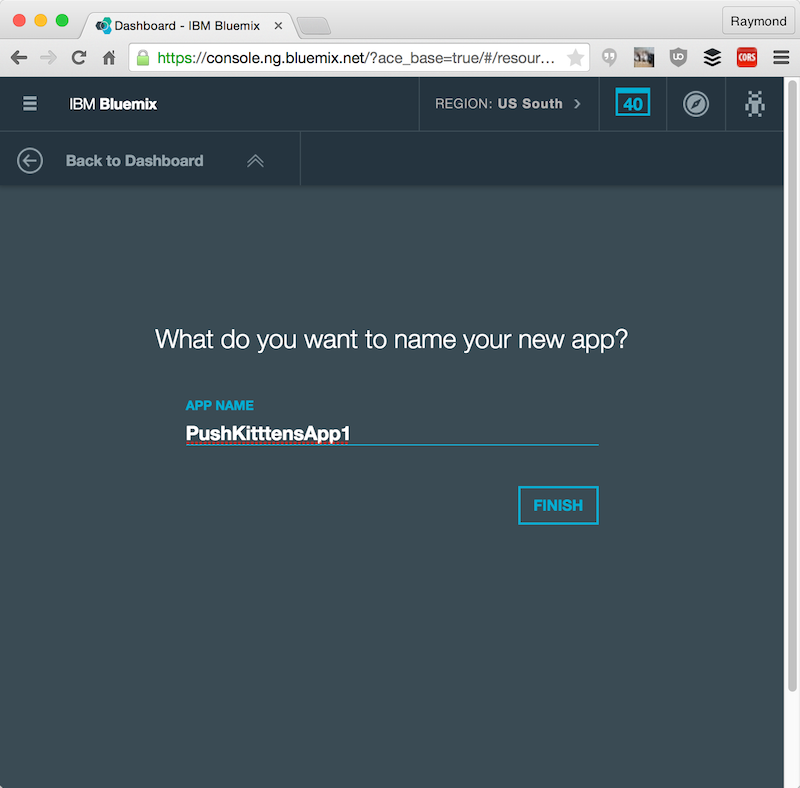 Raymond
Dashboard - IBM Bluemix
https://console.ng.bluemix.net/?ace_base=true/#/resour...
UD
CORS
IBM Bluemix
REGION: US South
40
Back to Dashboard
What do you want to name your new app?
APP NAME
PushKitttensApp1
FINISH